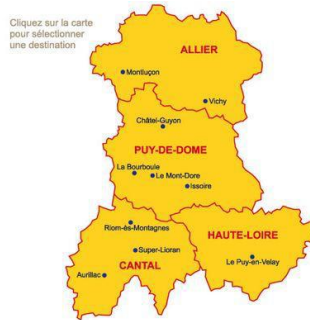 Cliquez sur la carte
pour sélectionner
une destination
ALLIER
Montluçon
Vichy
Châtel-Guyon
PUY-DE-DOME
La Bourboule
Le Mont-Dore
Issoire
Riom-és-Montagnes
HAUTE-LOIRE
Super-Lioran
Le Puy-en-Velay
CANTAL
Aurillac